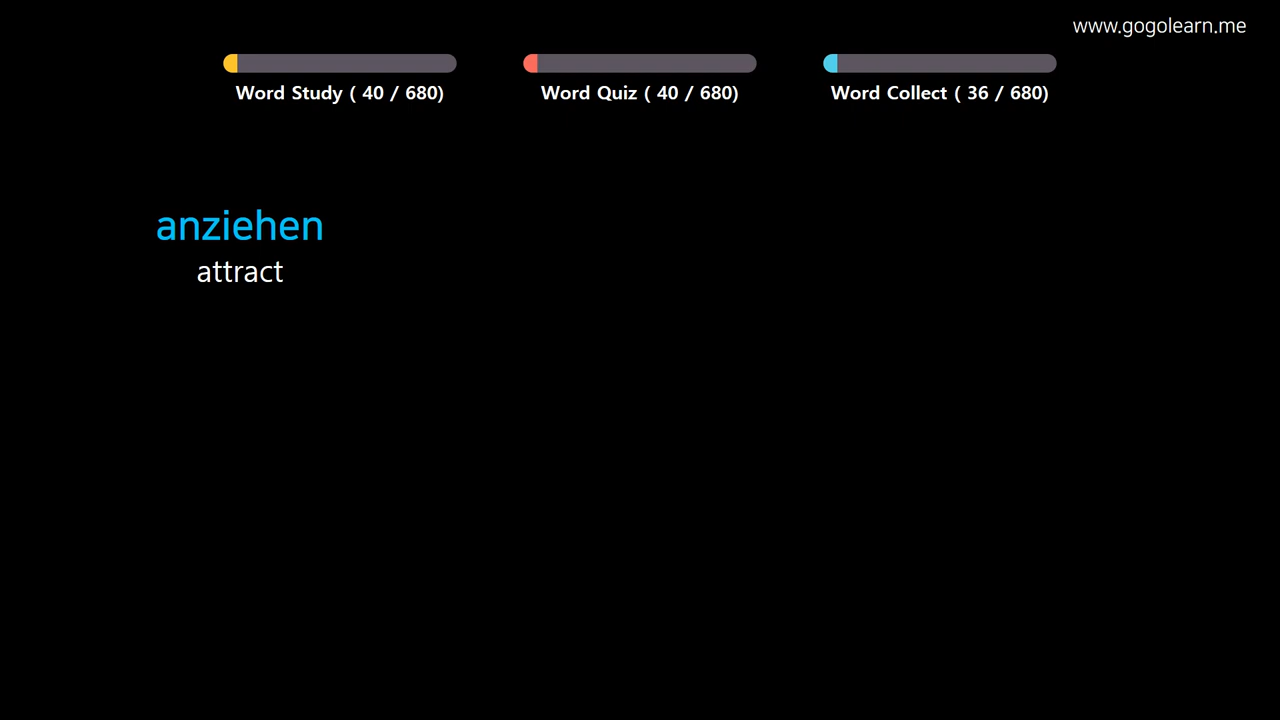 www.gogolearn.me
Word Study ( 40 / 680)
Word Quiz ( 40 / 680)
Word Collect ( 36 / 680)
anziehen
attract